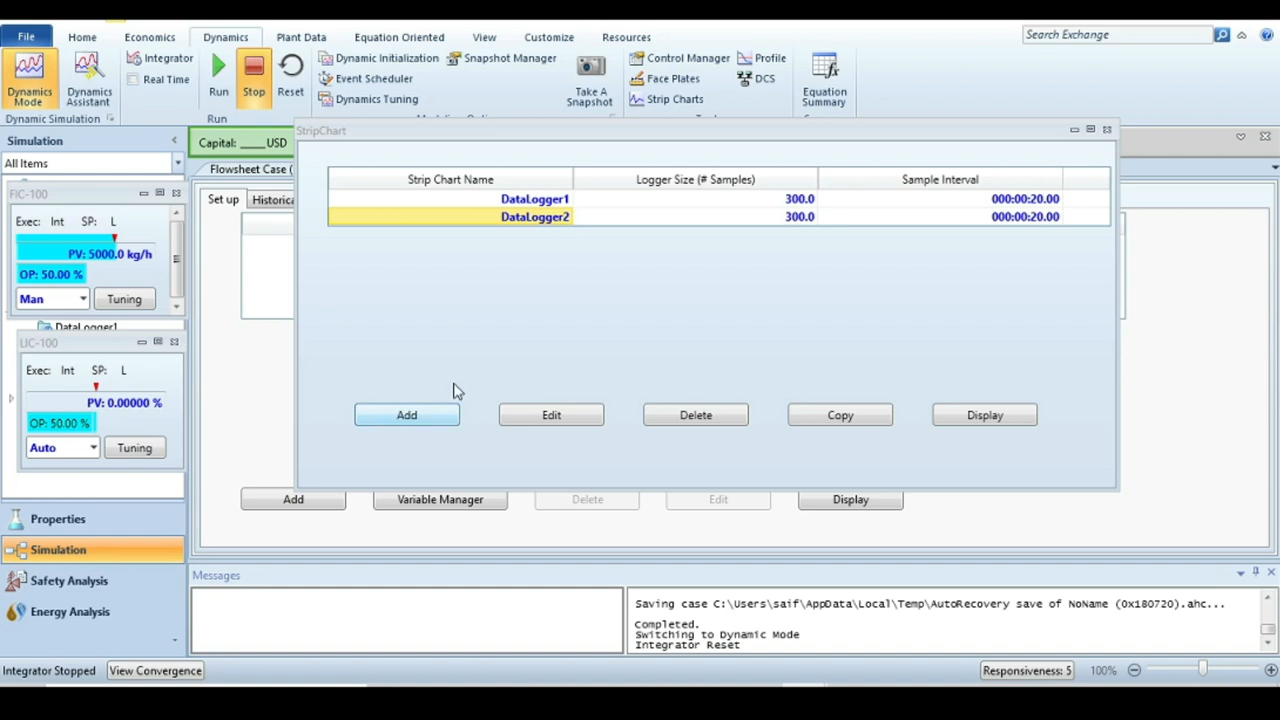 File Home Economics Dynamics Plant Data Equation Oriented View Customize Resources Search Exchange
Dynamics Mode
Dynamics Assistant
Integrator
Real Time
Run
Stop
Reset
Dynamic Initialization
Event Scheduler
Dynamics Tuning
Snapshot Manager
Take A Snapshot
Control Manager
Face Plates
Strip Charts
Profile
DCS
Equation Summary
Dynamic Simulation
Run
Simulation
All Items
Capital: ____USD
Flowsheet Case (
Set up
Historica
FIC-100
Exec: Int SP: L
PV: 5000.0 kg/h
OP: 50.00 %
Man Tuning
DataLogger1
LIC-100
Exec: Int SP: L
PV: 0.00000 %
OP: 50.00 %
Auto Tuning
Properties
Simulation
Safety Analysis
Energy Analysis
StripChart
Strip Chart Name Logger Size (# Samples) Sample Interval
DataLogger1 300.0 000:00:20.00
DataLogger2 300.0 000:00:20.00
Add Edit Delete Copy Display
Add Variable Manager Delete Edit Display
Messages
Saving case C:\Users\saif\AppData\Local\Temp\AutoRecovery save of NoName (0x180720).ahc...
Completed.
Switching to Dynamic Mode
Integrator Reset
Integrator Stopped View Convergence Responsiveness: 5 100%